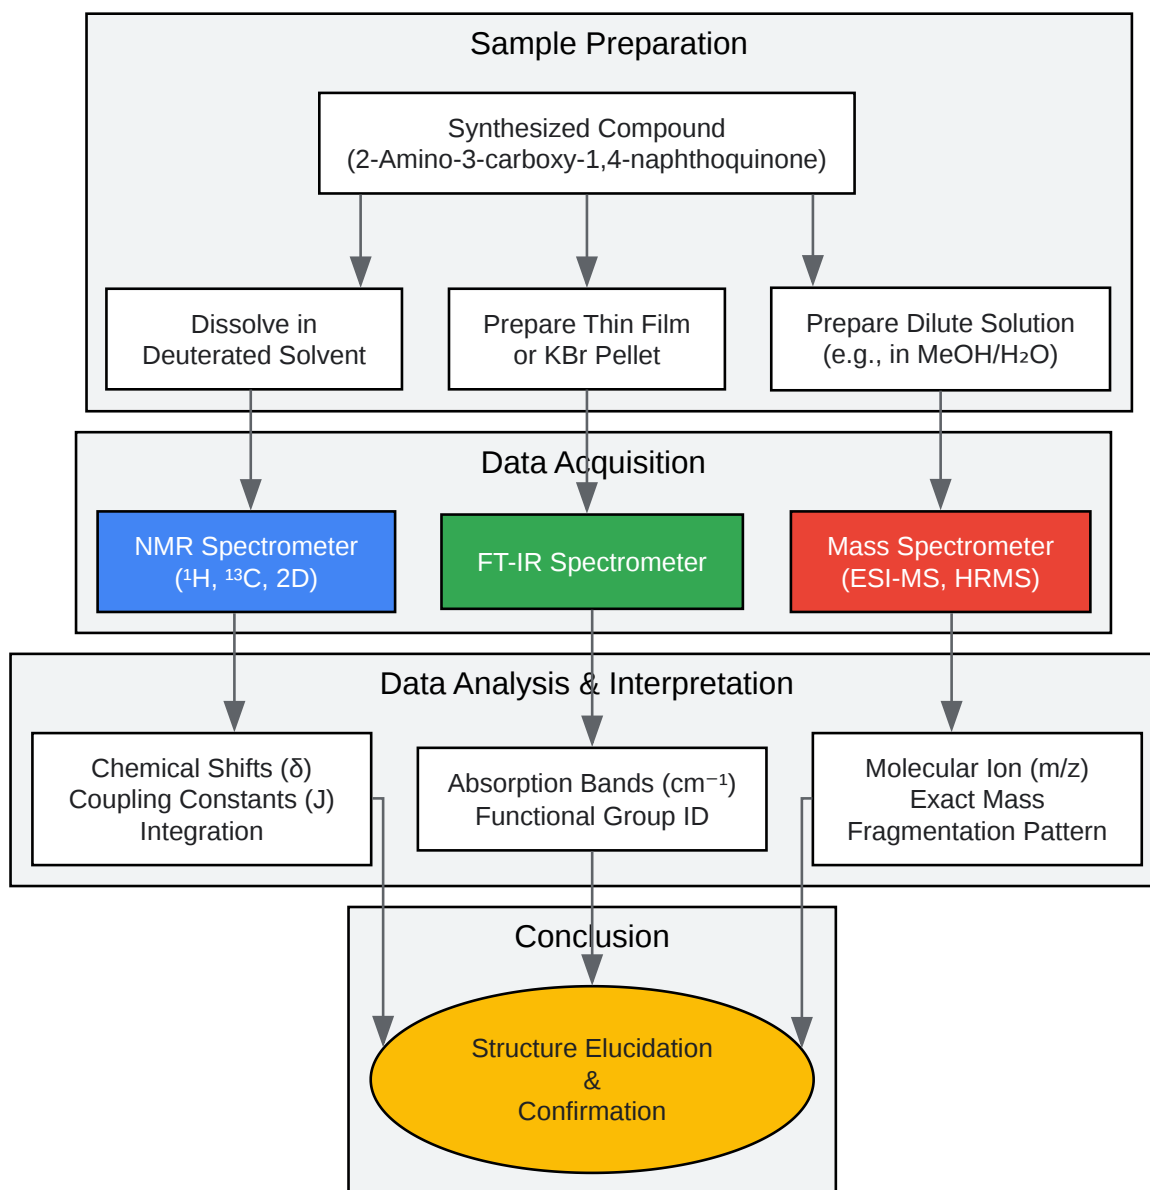 Sample Preparation
Synthesized Compound
(2-Amino-3-carboxy-1,4-naphthoquinone)
Dissolve in
Deuterated Solvent
Prepare Thin Film
or KBr Pellet
Prepare Dilute Solution
(e.g., in MeOH/H₂O)
Data Acquisition
NMR Spectrometer
(¹H, ¹³C, 2D)
FT-IR Spectrometer
Mass Spectrometer
(ESI-MS, HRMS)
Data Analysis & Interpretation
Chemical Shifts (δ)
Coupling Constants (J)
Integration
Absorption Bands (cm⁻¹)
Functional Group ID
Molecular Ion (m/z)
Exact Mass
Fragmentation Pattern
Conclusion
Structure Elucidation
&
Confirmation